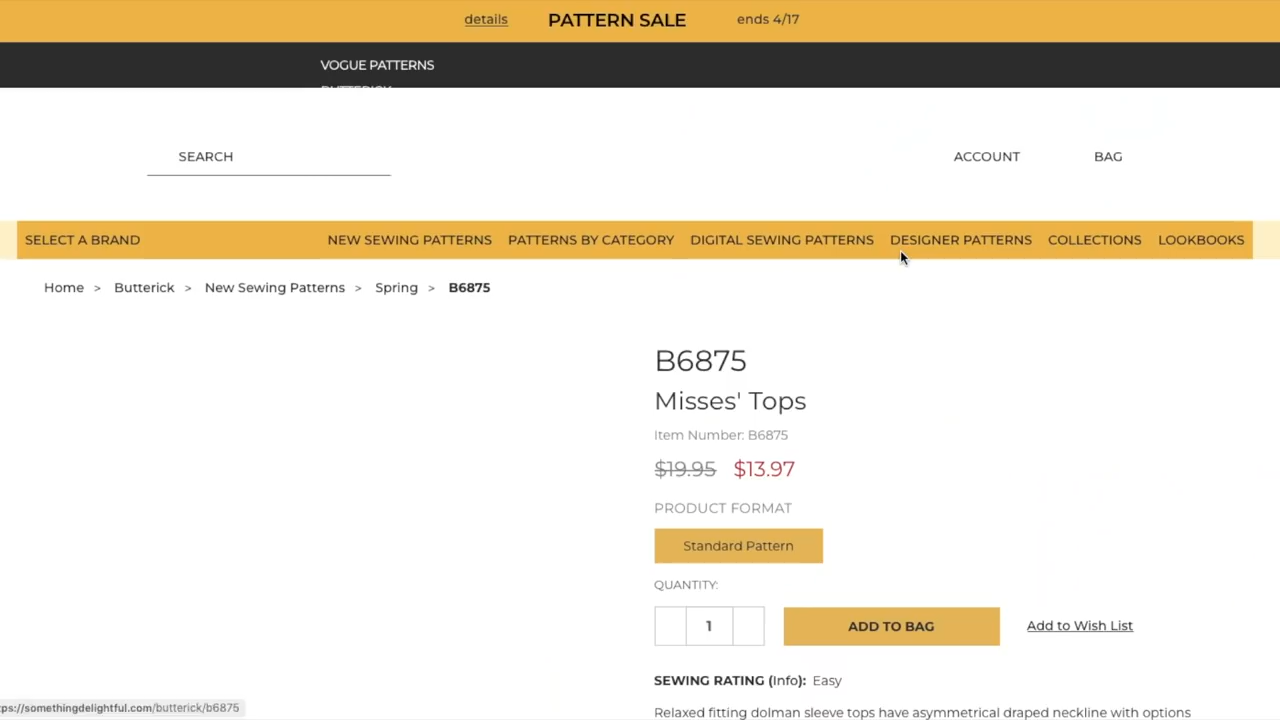 details PATTERN SALE ends 4/17
VOGUE PATTERNS
SEARCH ACCOUNT BAG
SELECT A BRAND NEW SEWING PATTERNS PATTERNS BY CATEGORY DIGITAL SEWING PATTERNS DESIGNER PATTERNS COLLECTIONS LOOKBOOKS
Home > Butterick > New Sewing Patterns > Spring > B6875
B6875
Misses' Tops
Item Number: B6875
$19.95 $13.97
PRODUCT FORMAT
Standard Pattern
QUANTITY:
1 ADD TO BAG Add to Wish List
SEWING RATING (Info): Easy
Relaxed fitting dolman sleeve tops have asymmetrical draped neckline with options
tps://somethingdelightful.com/butterick/b6875